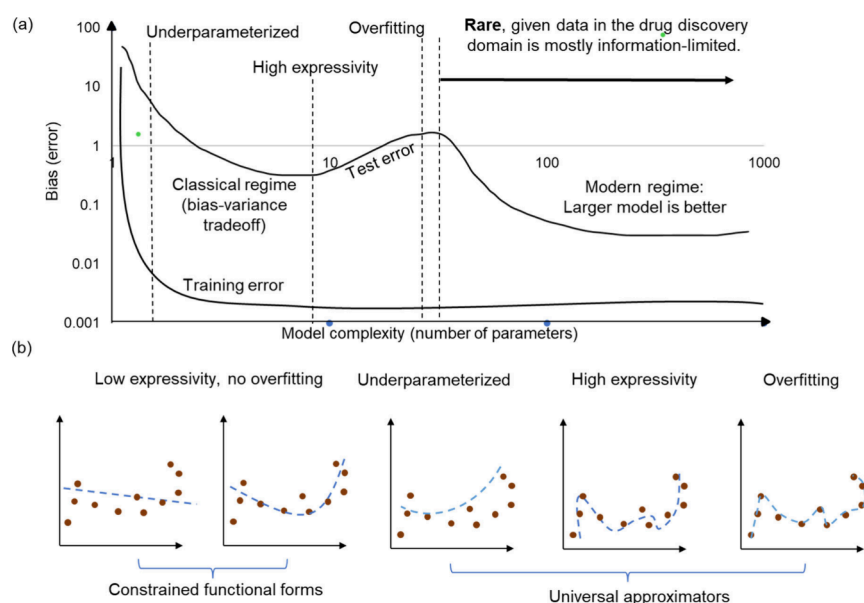 (a)
100
10
1
0.1
0.01
0.001
Bias (error)
Underparameterized
High expressivity
Overfitting
Rare, given data in the drug discovery
domain is mostly information-limited.
1
10
100
1000
Test error
Classical regime
(bias-variance
tradeoff)
Modern regime:
Larger model is better
Training error
Model complexity (number of parameters)
(b)
Low expressivity, no overfitting
Underparameterized
High expressivity
Overfitting
Constrained functional forms
Universal approximators